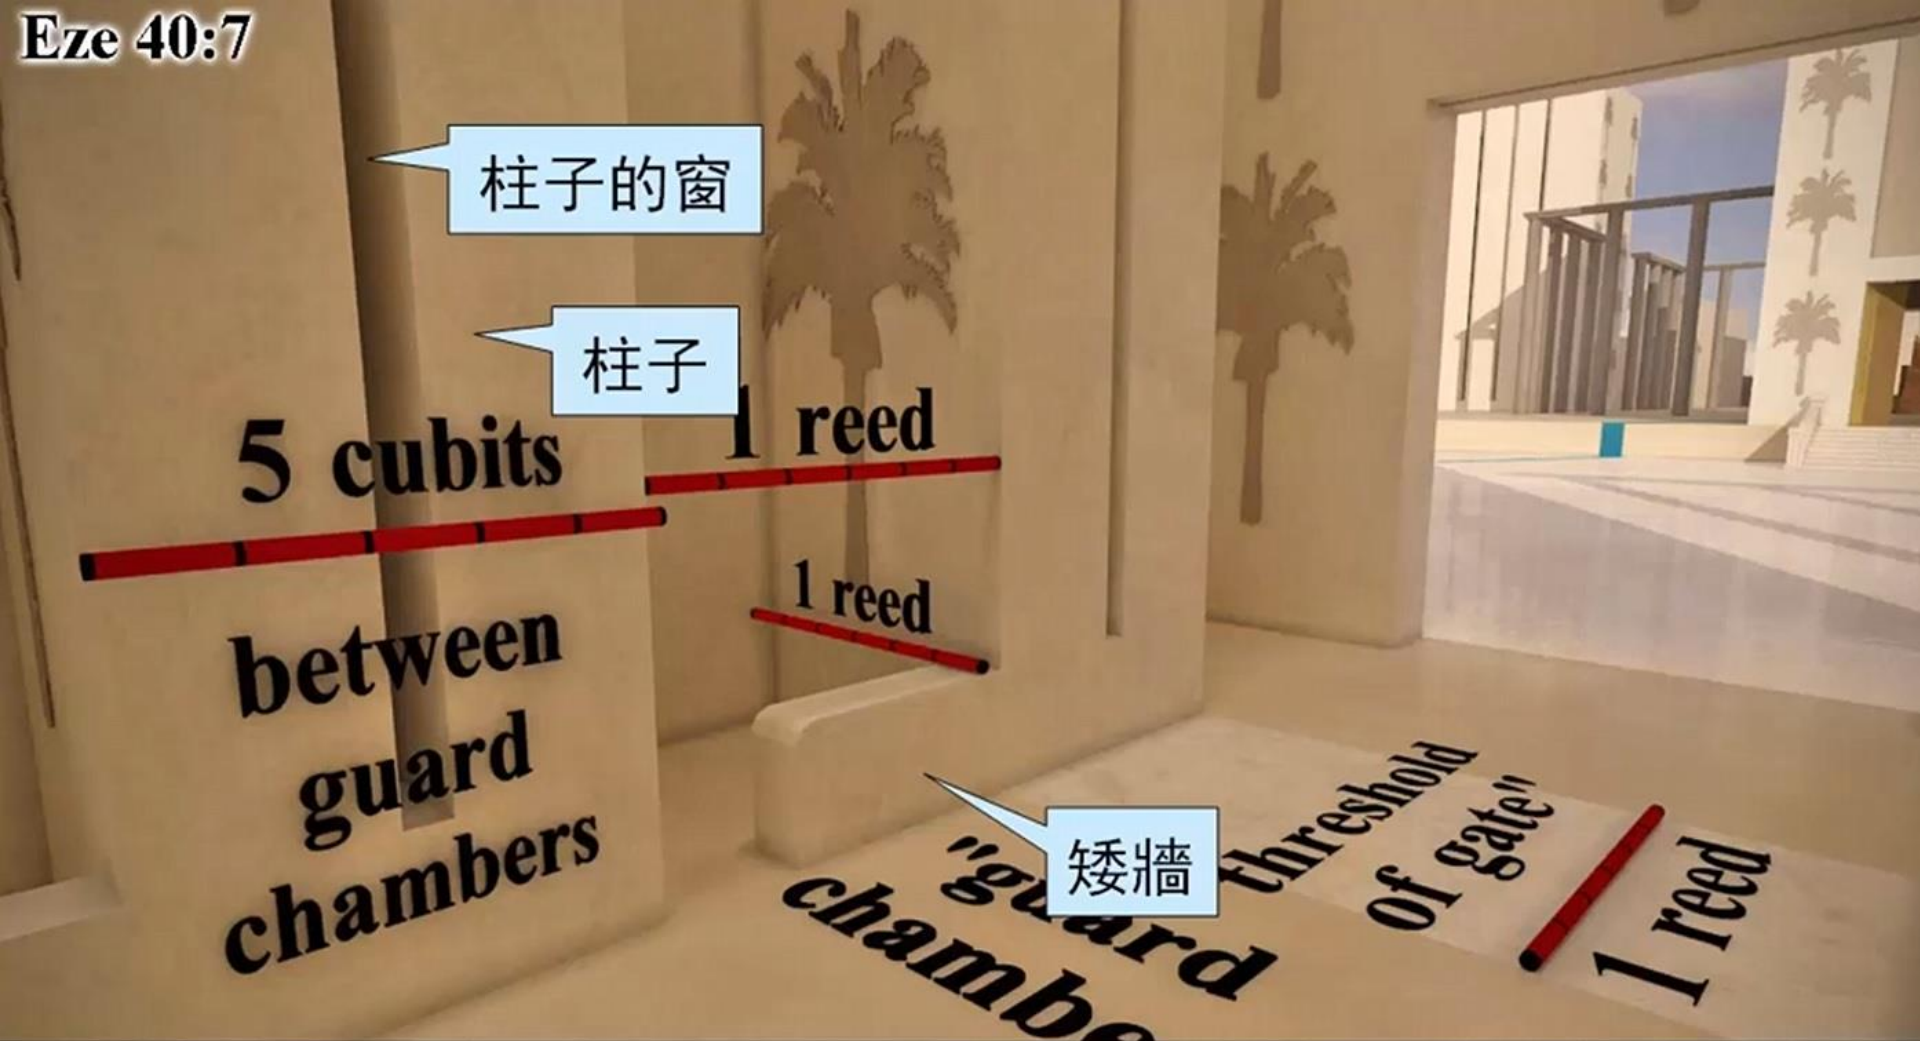 Eze 40:7
柱子的窗
柱子
5 cubits
1 reed
1 reed
between
guard
chambers
矮牆
"guard
chambe
threshold
of gate"
1 reed